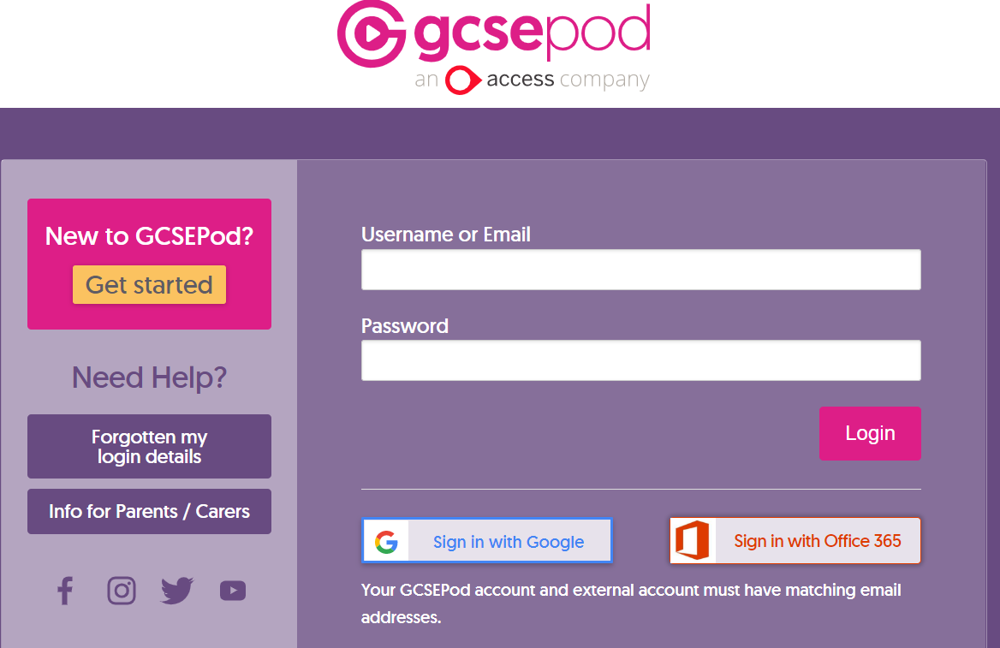 gcsepod
an access company
New to GCSEPod?
Get started
Need Help?
Forgotten my
login details
Info for Parents / Carers
Username or Email
Password
Login
Sign in with Google
Sign in with Office 365
Your GCSEPod account and external account must have matching email
addresses.